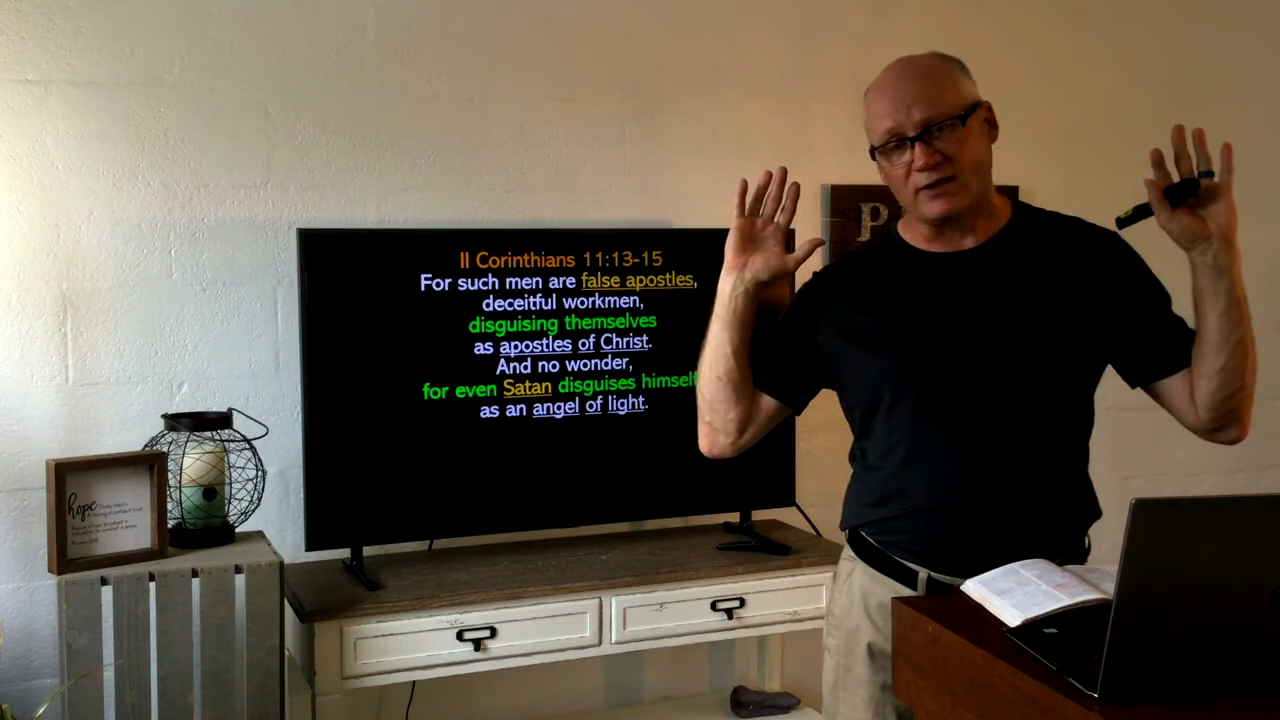 II Corinthians 11:13-15
For such men are false apostles,
deceitful workmen,
disguising themselves
as apostles of Christ.
And no wonder,
for even Satan disguises himself
as an angel of light.
P
hope